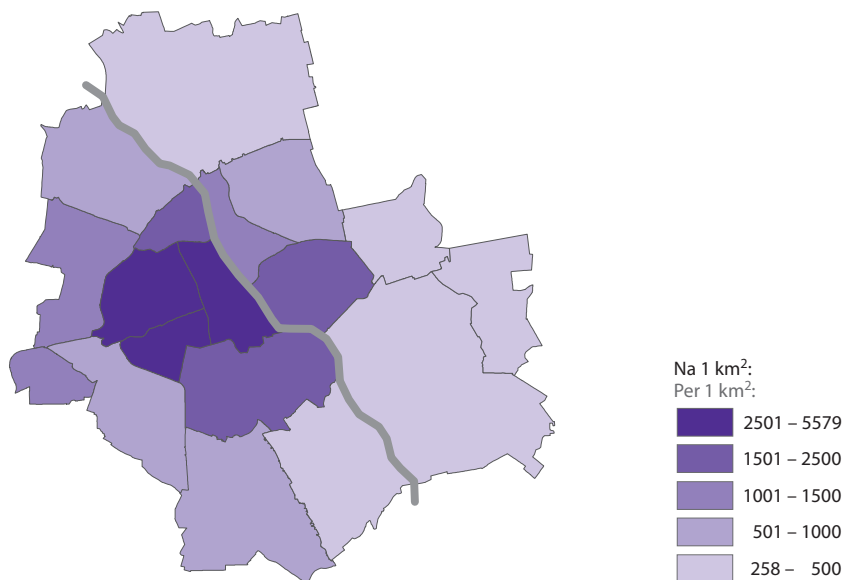 Na 1 km²:
Per 1 km²:
2501 – 5579
1501 – 2500
1001 – 1500
501 – 1000
258 – 500